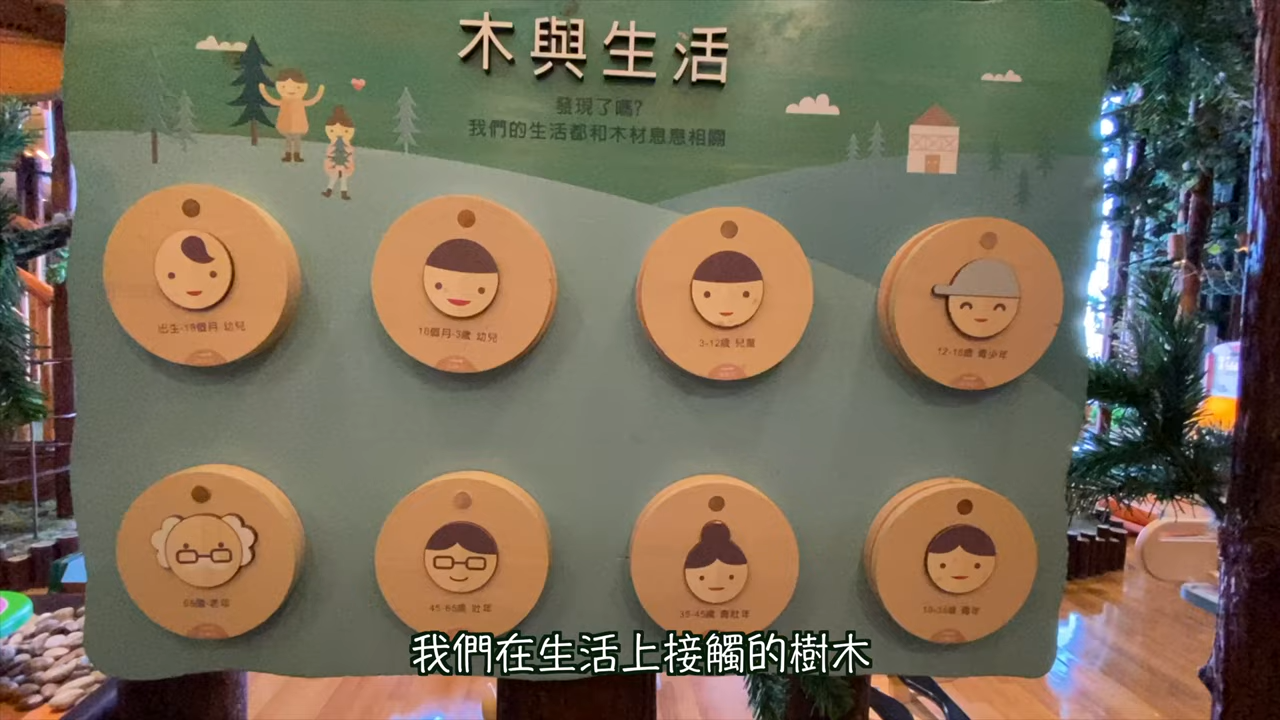 木與生活
發現了嗎?
我們的生活都和木材息息相關
出生-18個月 幼兒
18個月-3歲 幼兒
3-12歲 兒童
12-18歲 青少年
65歲-老年
45-65歲 壯年
35-45歲 青壯年
18-35歲 青年
我們在生活上接觸的樹木